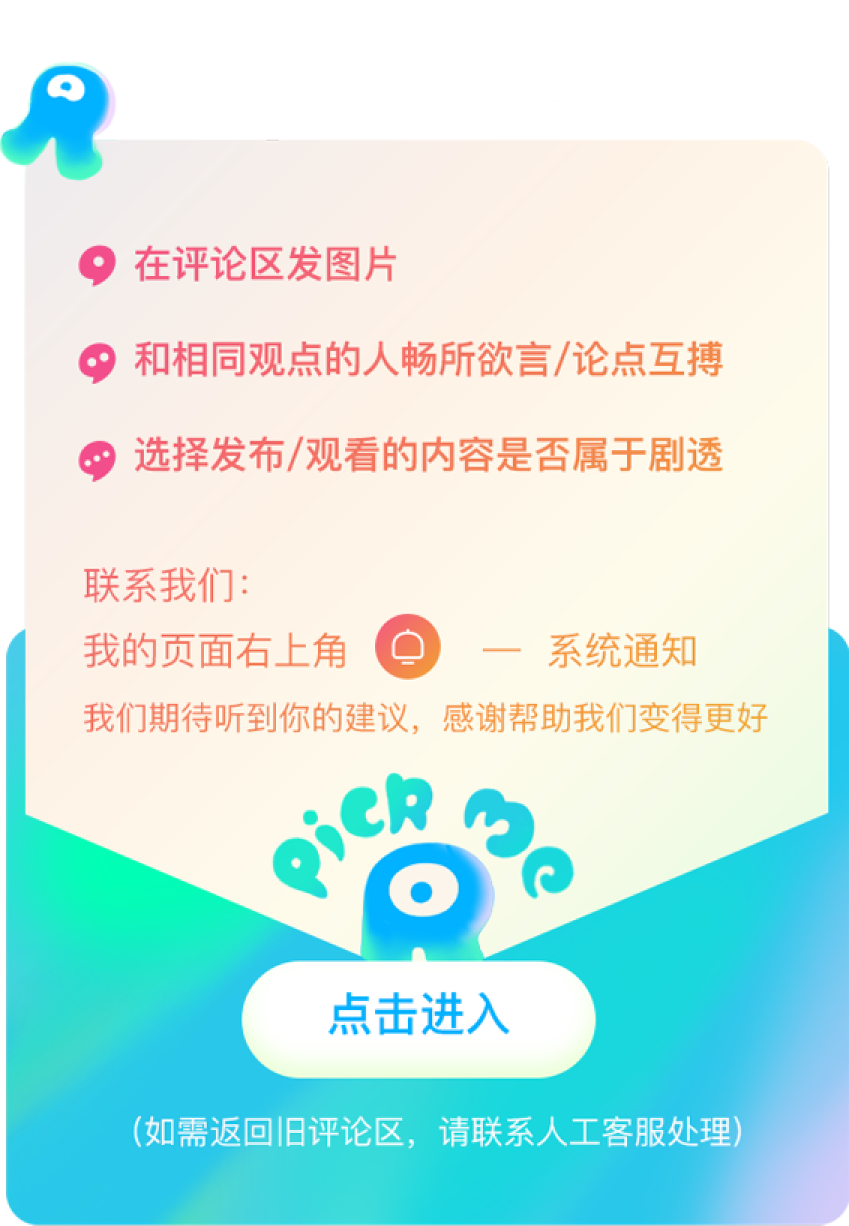 在评论区发图片
和相同观点的人畅所欲言/论点互搏
选择发布/观看的内容是否属于剧透
联系我们：
我的页面右上角 — 系统通知
我们期待听到你的建议，感谢帮助我们变得更好
PiCK Me
点击进入
（如需返回旧评论区，请联系人工客服处理）